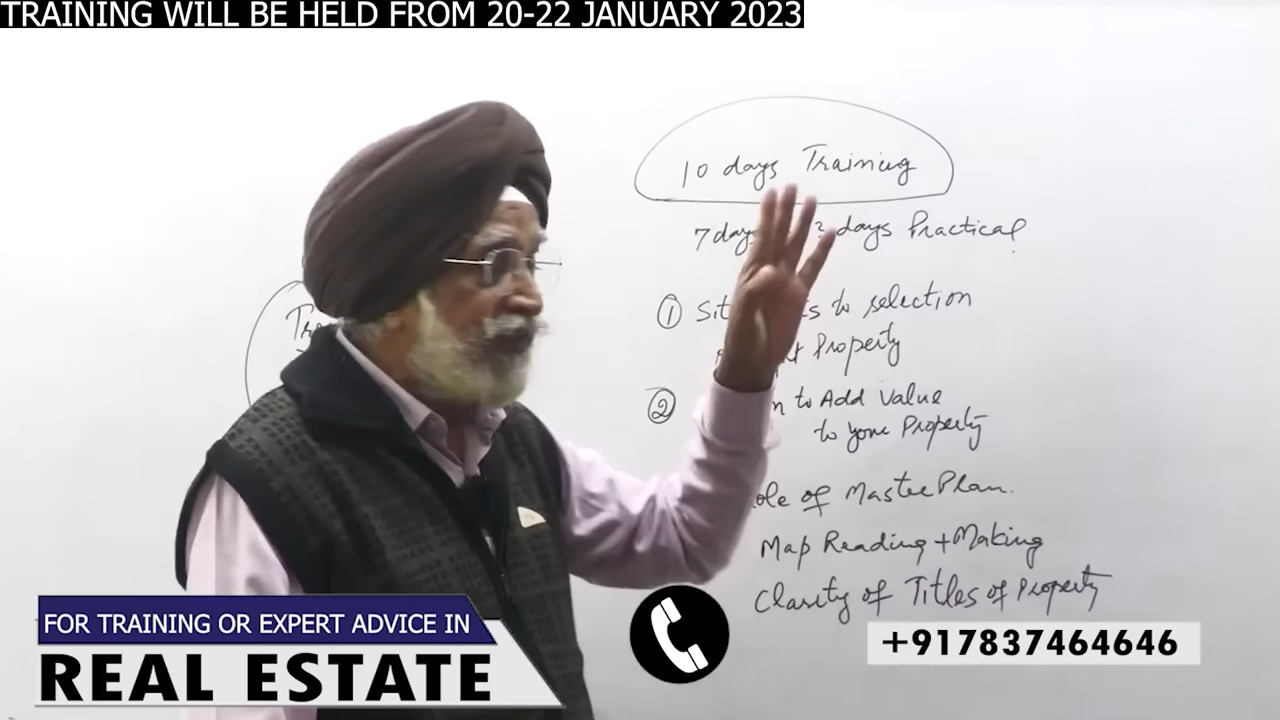 TRAINING WILL BE HELD FROM 20-22 JANUARY 2023
10 days Training
7 days days Practical
① to selection
Property
② to Add Value
to your Property
of Master Plan.
Map Reading + Making
Clarity of Titles of Property
FOR TRAINING OR EXPERT ADVICE IN
REAL ESTATE
+917837464646